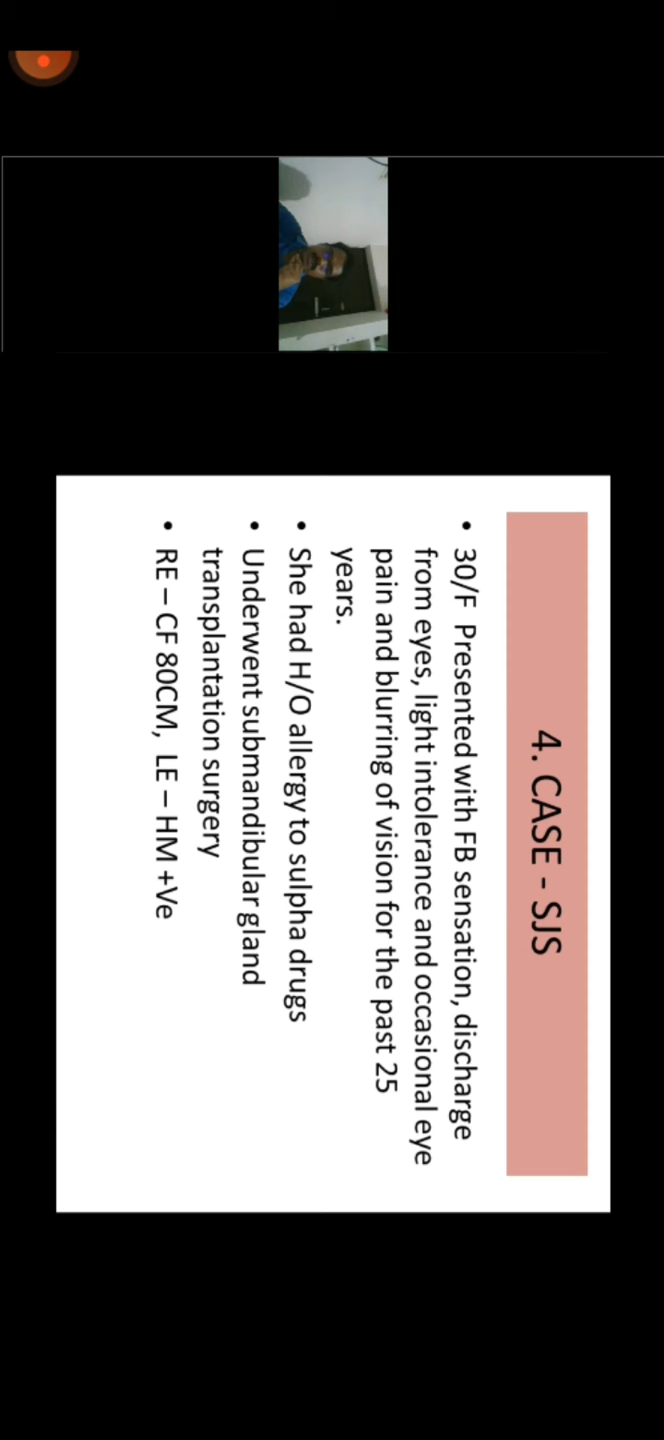 4. CASE - SJS
• 30/F Presented with FB sensation, discharge
from eyes, light intolerance and occasional eye
pain and blurring of vision for the past 25
years.
• She had H/O allergy to sulpha drugs
• Underwent submandibular gland
transplantation surgery
• RE – CF 80CM, LE – HM +Ve